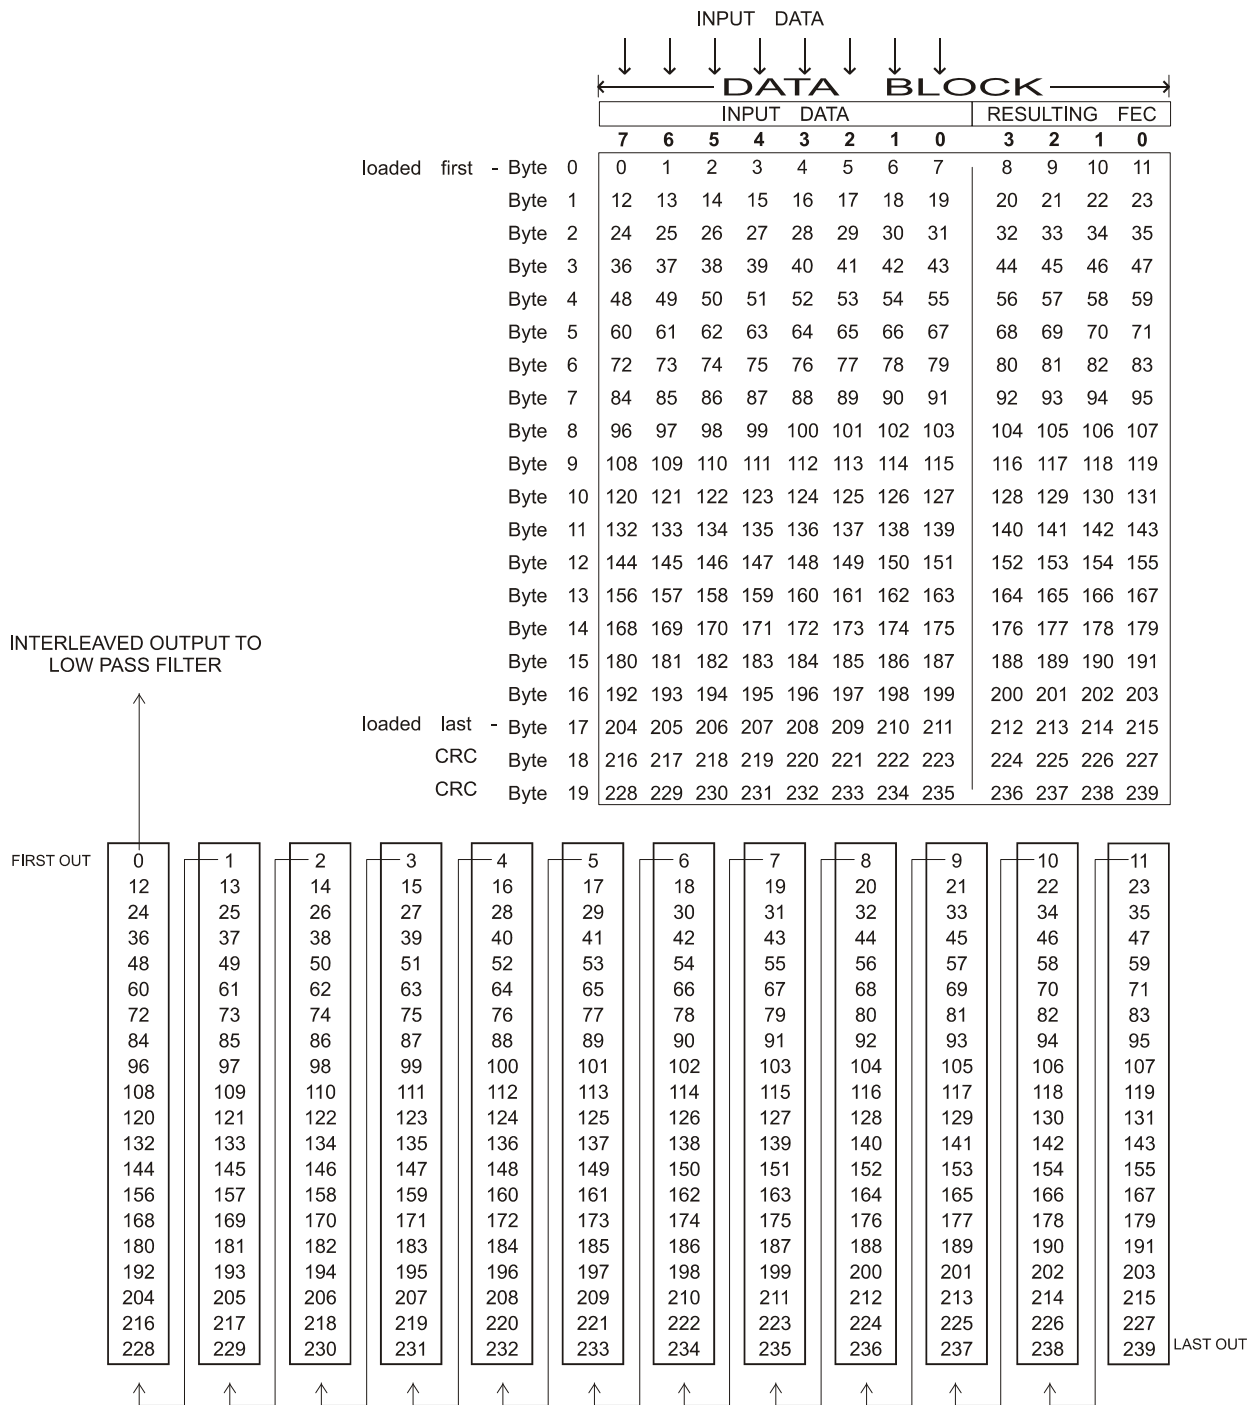 INPUT DATA
DATA BLOCK
INPUT DATA RESULTING FEC
7 6 5 4 3 2 1 0 3 2 1 0
loaded first - Byte 0 0 1 2 3 4 5 6 7 8 9 10 11
Byte 1 12 13 14 15 16 17 18 19 20 21 22 23
Byte 2 24 25 26 27 28 29 30 31 32 33 34 35
Byte 3 36 37 38 39 40 41 42 43 44 45 46 47
Byte 4 48 49 50 51 52 53 54 55 56 57 58 59
Byte 5 60 61 62 63 64 65 66 67 68 69 70 71
Byte 6 72 73 74 75 76 77 78 79 80 81 82 83
Byte 7 84 85 86 87 88 89 90 91 92 93 94 95
Byte 8 96 97 98 99 100 101 102 103 104 105 106 107
Byte 9 108 109 110 111 112 113 114 115 116 117 118 119
Byte 10 120 121 122 123 124 125 126 127 128 129 130 131
Byte 11 132 133 134 135 136 137 138 139 140 141 142 143
Byte 12 144 145 146 147 148 149 150 151 152 153 154 155
Byte 13 156 157 158 159 160 161 162 163 164 165 166 167
Byte 14 168 169 170 171 172 173 174 175 176 177 178 179
Byte 15 180 181 182 183 184 185 186 187 188 189 190 191
Byte 16 192 193 194 195 196 197 198 199 200 201 202 203
loaded last - Byte 17 204 205 206 207 208 209 210 211 212 213 214 215
CRC Byte 18 216 217 218 219 220 221 222 223 224 225 226 227
CRC Byte 19 228 229 230 231 232 233 234 235 236 237 238 239
INTERLEAVED OUTPUT TO
LOW PASS FILTER
FIRST OUT 0 1 2 3 4 5 6 7 8 9 10 11
12 13 14 15 16 17 18 19 20 21 22 23
24 25 26 27 28 29 30 31 32 33 34 35
36 37 38 39 40 41 42 43 44 45 46 47
48 49 50 51 52 53 54 55 56 57 58 59
60 61 62 63 64 65 66 67 68 69 70 71
72 73 74 75 76 77 78 79 80 81 82 83
84 85 86 87 88 89 90 91 92 93 94 95
96 97 98 99 100 101 102 103 104 105 106 107
108 109 110 111 112 113 114 115 116 117 118 119
120 121 122 123 124 125 126 127 128 129 130 131
132 133 134 135 136 137 138 139 140 141 142 143
144 145 146 147 148 149 150 151 152 153 154 155
156 157 158 159 160 161 162 163 164 165 166 167
168 169 170 171 172 173 174 175 176 177 178 179
180 181 182 183 184 185 186 187 188 189 190 191
192 193 194 195 196 197 198 199 200 201 202 203
204 205 206 207 208 209 210 211 212 213 214 215
216 217 218 219 220 221 222 223 224 225 226 227
228 229 230 231 232 233 234 235 236 237 238 239 LAST OUT